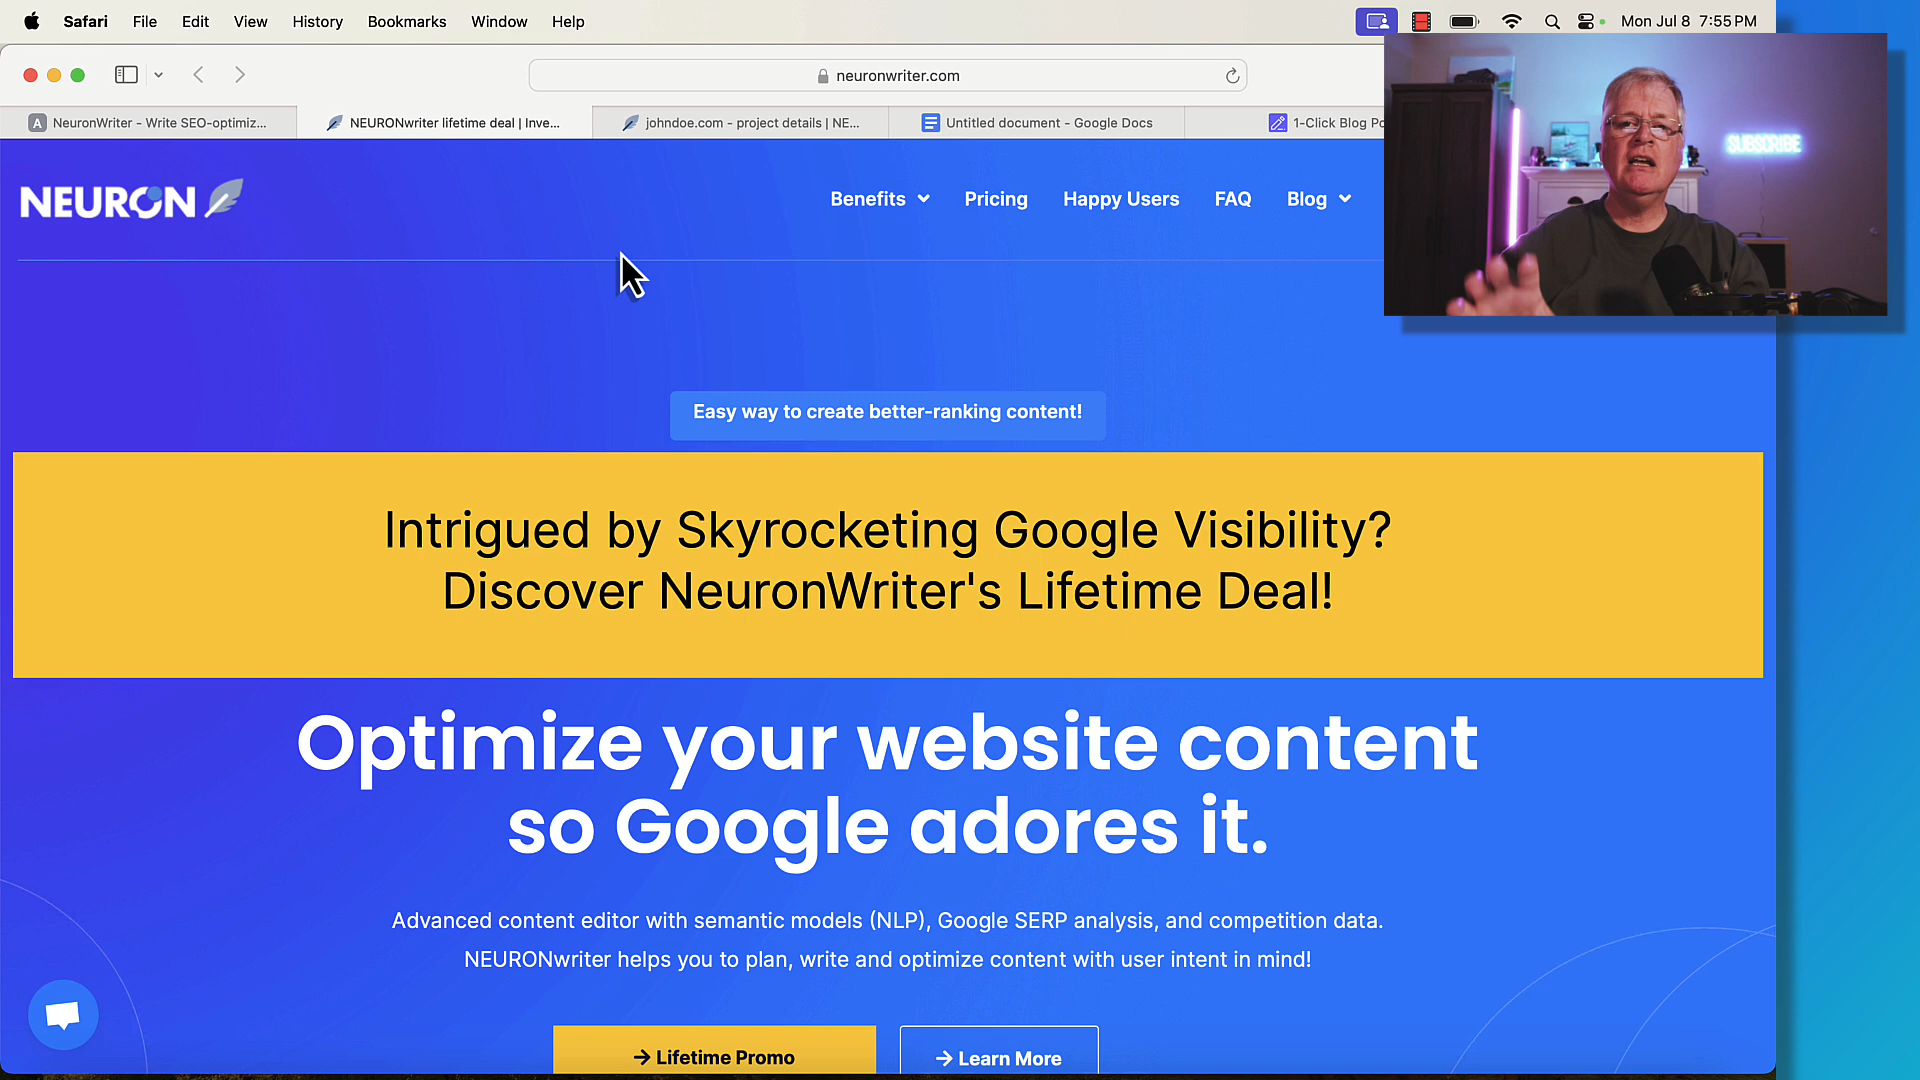 Safari File Edit View History Bookmarks Window Help Mon Jul 8 7:55 PM
neuronwriter.com
A NeuronWriter - Write SEO-optimiz... NEURONwriter lifetime deal | Inve... johndoe.com - project details | NE... Untitled document - Google Docs 1-Click Blog Po
SUBSCRIBE
NEURON Benefits Pricing Happy Users FAQ Blog
Easy way to create better-ranking content!
Intrigued by Skyrocketing Google Visibility?
Discover NeuronWriter's Lifetime Deal!
Optimize your website content
so Google adores it.
Advanced content editor with semantic models (NLP), Google SERP analysis, and competition data.
NEURONwriter helps you to plan, write and optimize content with user intent in mind!
→ Lifetime Promo → Learn More